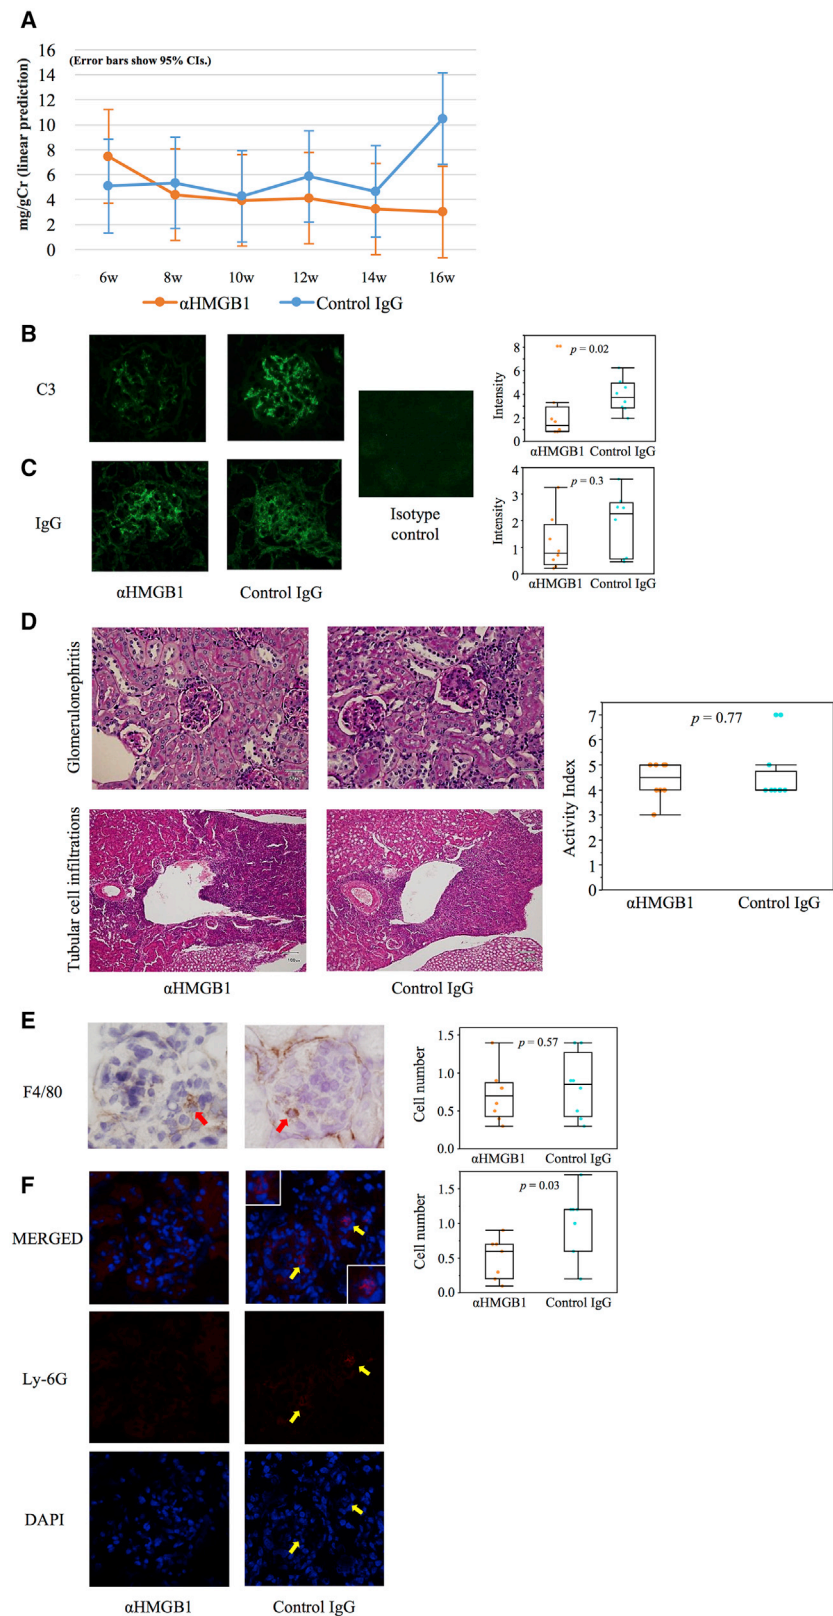 A
(Error bars show 95% CIs.)
mg/gCr (linear prediction)
16
14
12
10
8
6
4
2
0
6w 8w 10w 12w 14w 16w
αHMGB1 Control IgG
B
C3
C
IgG
αHMGB1 Control IgG
Isotype
control
Intensity
8
6
4
2
0
p = 0.02
αHMGB1 Control IgG
Intensity
4
3
2
1
0
p = 0.3
αHMGB1 Control IgG
D
Glomerulonephritis
Tubular cell infiltrations
αHMGB1 Control IgG
Activity Index
7
6
5
4
3
2
1
0
p = 0.77
αHMGB1 Control IgG
E
F4/80
Cell number
1.5
1.0
0.5
0.0
p = 0.57
αHMGB1 Control IgG
F
MERGED
Ly-6G
DAPI
αHMGB1 Control IgG
Cell number
1.5
1.0
0.5
0.0
p = 0.03
αHMGB1 Control IgG